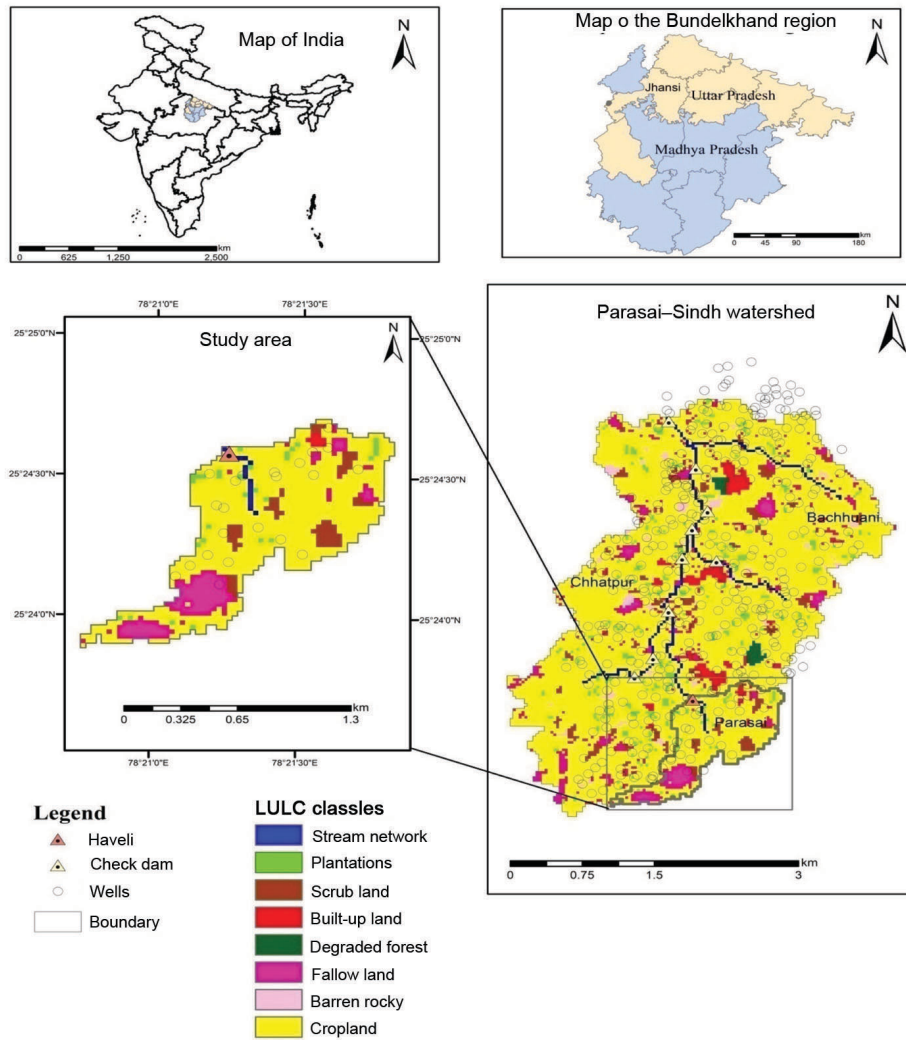 Map of India
N
km
0 625 1,250 2,500
Map o the Bundelkhand region
N
Jhansi
Uttar Pradesh
Madhya Pradesh
km
0 45 90 180
78°21'0"E 78°21'30"E
25°25'0"N
25°25'0"N
Study area
N
25°24'30"N
25°24'30"N
25°24'0"N
25°24'0"N
km
0 0.325 0.65 1.3
78°21'0"E 78°21'30"E
Parasai–Sindh watershed
N
Bachhuani
Chhatpur
Parasai
km
0 0.75 1.5 3
Legend
Haveli
Check dam
Wells
Boundary
LULC classles
Stream network
Plantations
Scrub land
Built-up land
Degraded forest
Fallow land
Barren rocky
Cropland